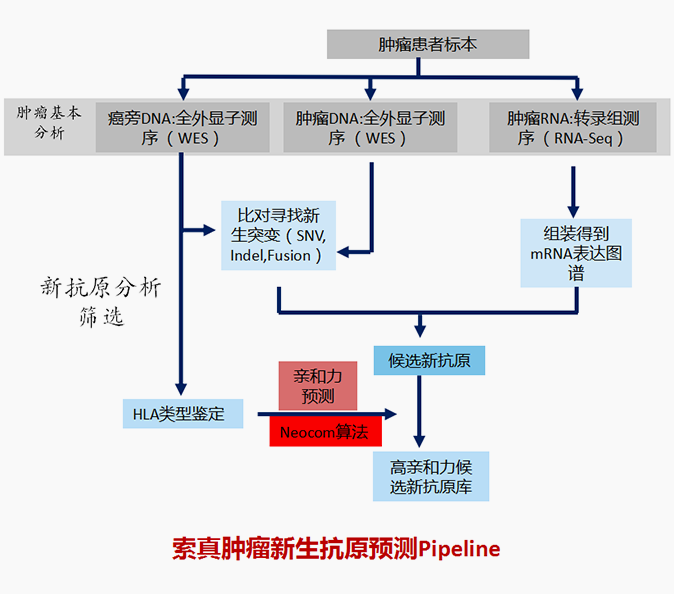 肿瘤患者标本
肿瘤基本
分析
癌旁DNA:全外显子测
序（WES）
肿瘤DNA:全外显子测
序（WES）
肿瘤RNA:转录组测
序（RNA-Seq）
比对寻找新
生突变（SNV,
Indel,Fusion）
组装得到
mRNA表达图
谱
新抗原分析
筛选
候选新抗原
亲和力
预测
HLA类型鉴定
Neocom算法
高亲和力候
选新抗原库
索真肿瘤新生抗原预测Pipeline